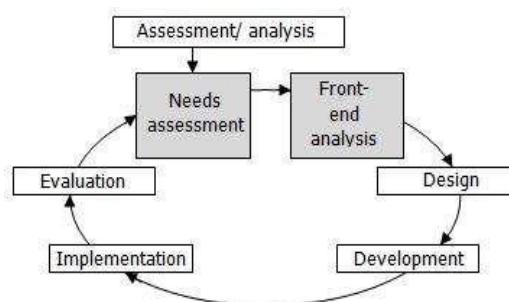 Assessment/ analysis
Needs
assessment
Front-
end
analysis
Evaluation
Design
Implementation
Development